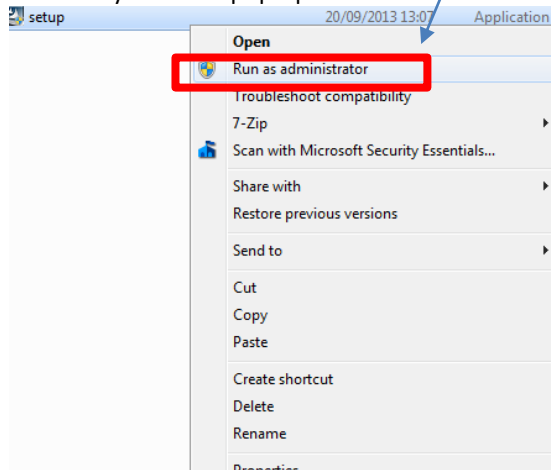 setup 20/09/2013 13:07 Application
Open
Run as administrator
Troubleshoot compatibility
7-Zip
Scan with Microsoft Security Essentials...
Share with
Restore previous versions
Send to
Cut
Copy
Paste
Create shortcut
Delete
Rename
Properties